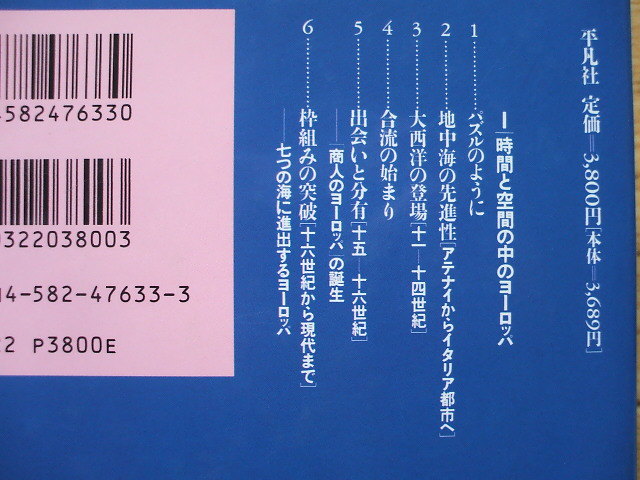 平凡社 定価=3,800円[本体=3,689円]
I 時間と空間の中のヨーロッパ
1…………パズルのように
2…………地中海の先進性[アテナイからイタリア都市へ]
3…………大西洋の登場[十一―十四世紀]
4…………合流の始まり
5…………出会いと分有[十五―十六世紀]
――「商人のヨーロッパ」の誕生
6…………枠組みの突破[十六世紀から現代まで]
――七つの海に進出するヨーロッパ
4582476330
0322038003
4-582-47633-3
22 P3800E